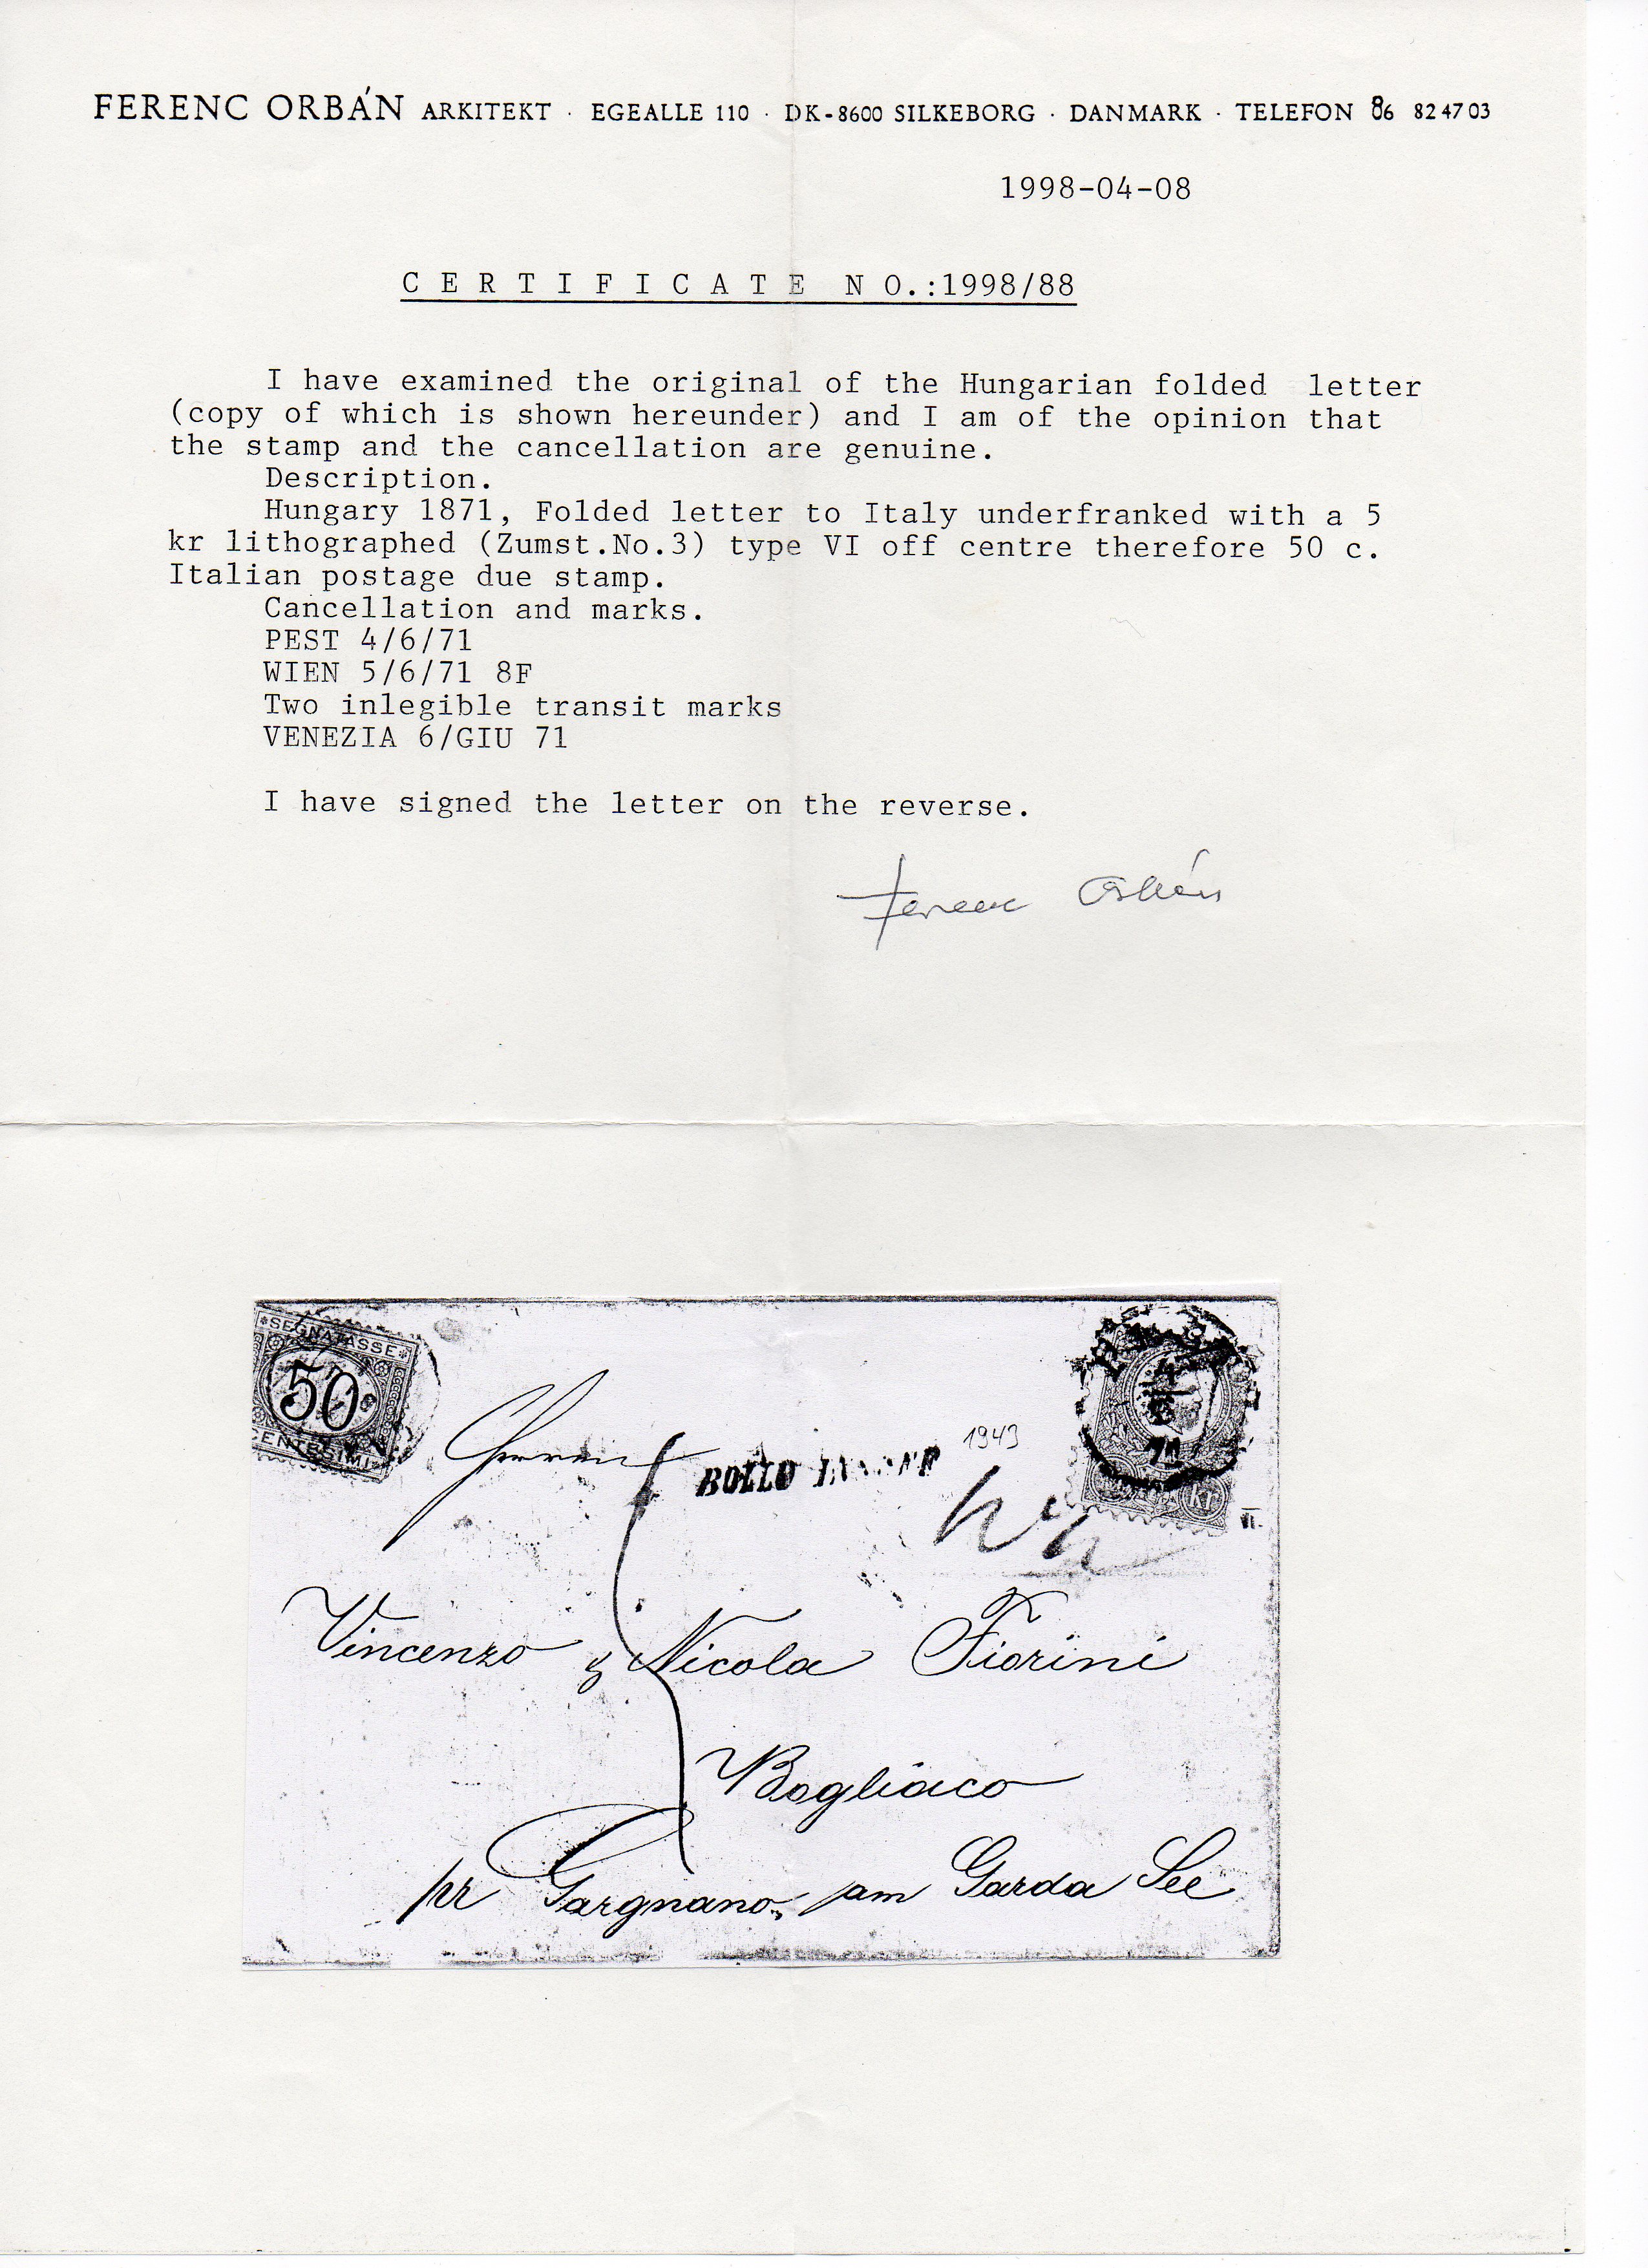 FERENC ORBÁN ARKITEKT · EGEALLE 110 · DK-8600 SILKEBORG · DANMARK · TELEFON 86 82 47 03
1998-04-08
CERTIFICATE NO.:1998/88
I have examined the original of the Hungarian folded letter
(copy of which is shown hereunder) and I am of the opinion that
the stamp and the cancellation are genuine.
Description.
Hungary 1871, Folded letter to Italy underfranked with a 5
kr lithographed (Zumst.No.3) type VI off centre therefore 50 c.
Italian postage due stamp.
Cancellation and marks.
PEST 4/6/71
WIEN 5/6/71 8F
Two inlegible transit marks
VENEZIA 6/GIU 71
I have signed the letter on the reverse.
Ferenc Orbán
SEGNATASSE
50 c
CENTESIMI
4
6
71
kr
Herren
BOLLO
1943
Vincenzo & Nicola Fiorini
Bogliaco
pr Gargnano, am Garda See